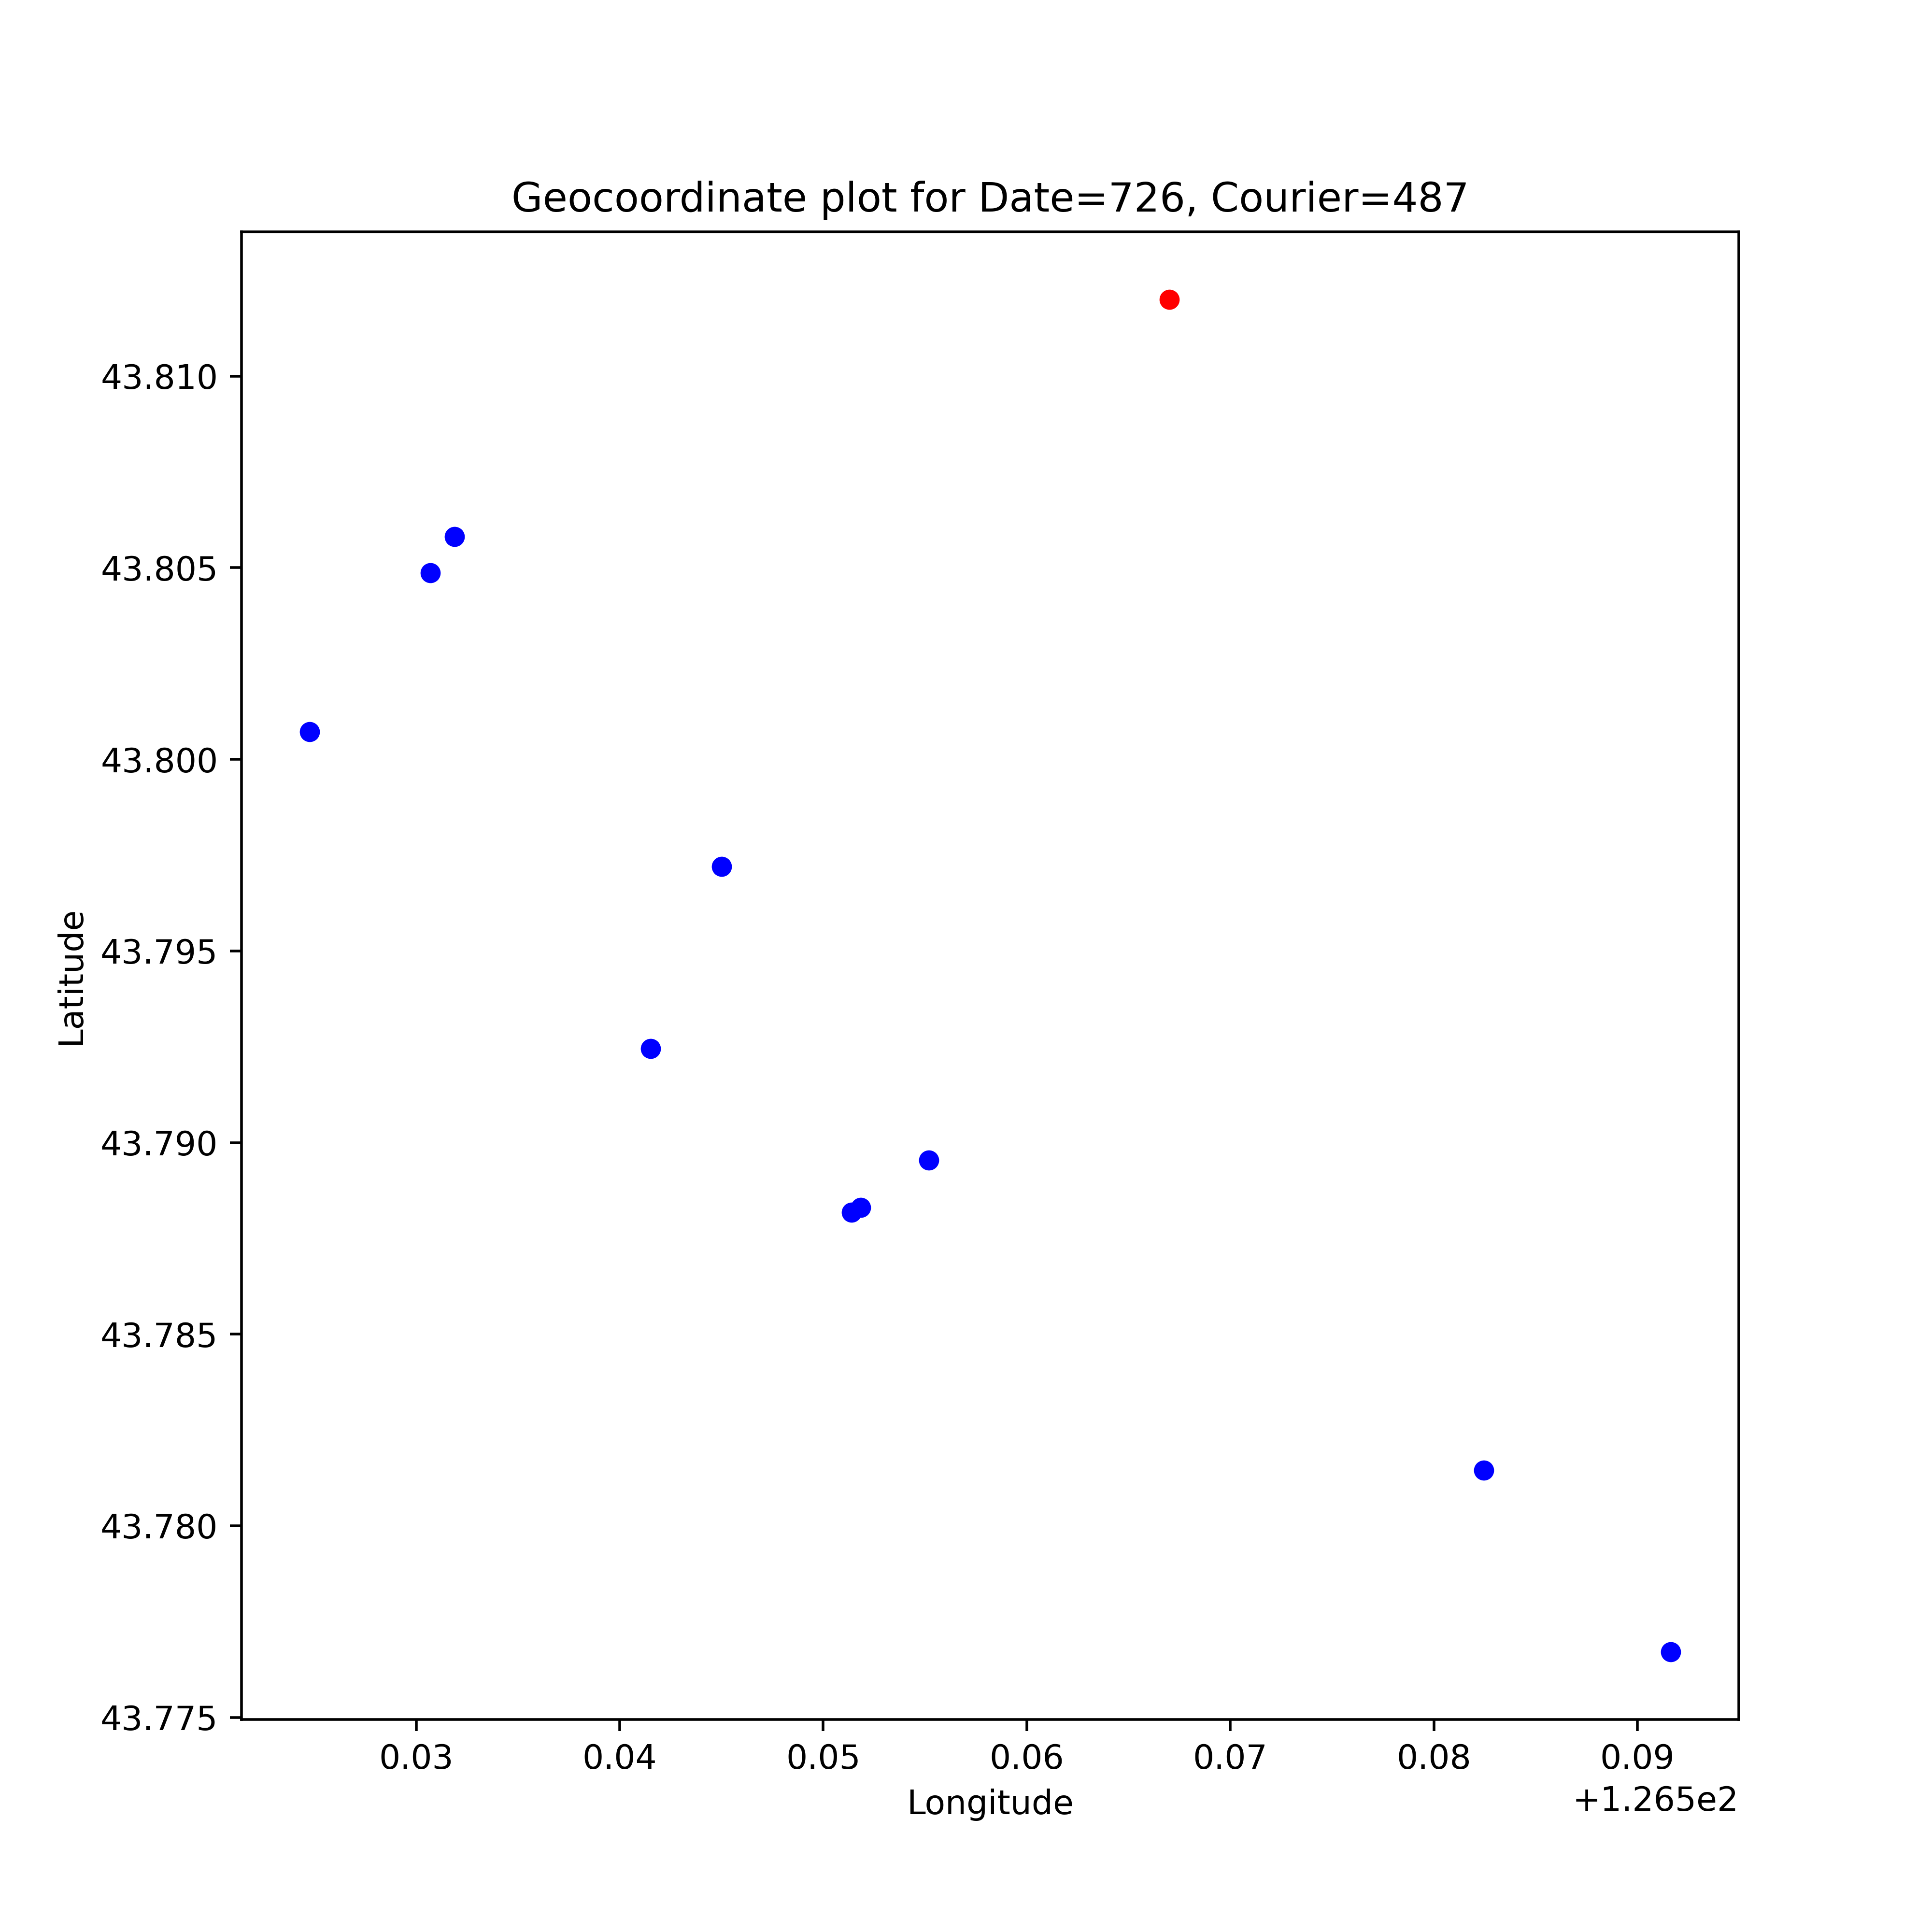 Geocoordinate plot for Date=726, Courier=487
43.810
43.805
43.800
43.795
43.790
43.785
43.780
43.775
Latitude
0.03 0.04 0.05 0.06 0.07 0.08 0.09
+1.265e2
Longitude